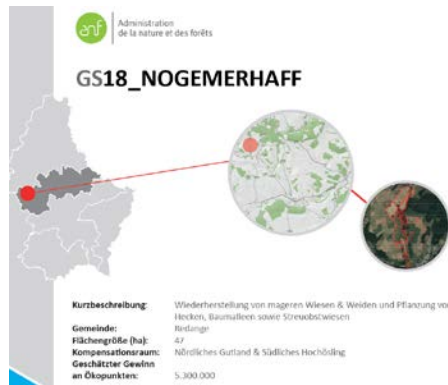 anf
Administration
de la nature et des forêts
GS18_NOGEMERHAFF
Kurzbeschreibung: Wiederherstellung von mageren Wiesen & Weiden und Pflanzung von
Hecken, Baumalleen sowie Streuobstwiesen
Gemeinde: Redange
Flächengröße (ha): 47
Kompensationsraum: Nördliches Gutland & Südliches Hochösling
Geschätzter Gewinn
an Ökopunkten: 5.300.000